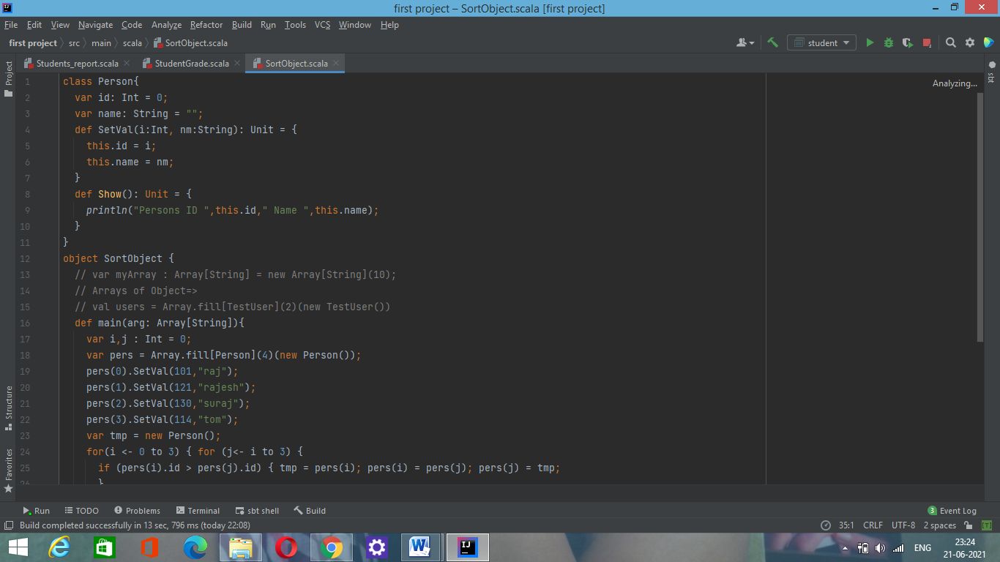 first project – SortObject.scala [first project]
File Edit View Navigate Code Analyze Refactor Build Run Tools VCS Window Help
first project src main scala SortObject.scala student
Students_report.scala StudentGrade.scala SortObject.scala
Project
sbt
Analyzing...
1 class Person{
2 var id: Int = 0;
3 var name: String = "";
4 def SetVal(i:Int, nm:String): Unit = {
5 this.id = i;
6 this.name = nm;
7 }
8 def Show(): Unit = {
9 println("Persons ID ",this.id," Name ",this.name);
10 }
11 }
12 object SortObject {
13 // var myArray : Array[String] = new Array[String](10);
14 // Arrays of Object=>
15 // val users = Array.fill[TestUser](2)(new TestUser())
16 def main(arg: Array[String]){
17 var i,j : Int = 0;
18 var pers = Array.fill[Person](4)(new Person());
19 pers(0).SetVal(101,"raj");
20 pers(1).SetVal(121,"rajesh");
21 pers(2).SetVal(130,"suraj");
22 pers(3).SetVal(114,"tom");
23 var tmp = new Person();
24 for(i <- 0 to 3) { for (j<- i to 3) {
25 if (pers(i).id > pers(j).id) { tmp = pers(i); pers(i) = pers(j); pers(j) = tmp;
26 }
Structure
Favorites
Run TODO Problems Terminal sbt shell Build 3 Event Log
Build completed successfully in 13 sec, 796 ms (today 22:08) 35:1 CRLF UTF-8 2 spaces [T]
ENG 23:24
21-06-2021